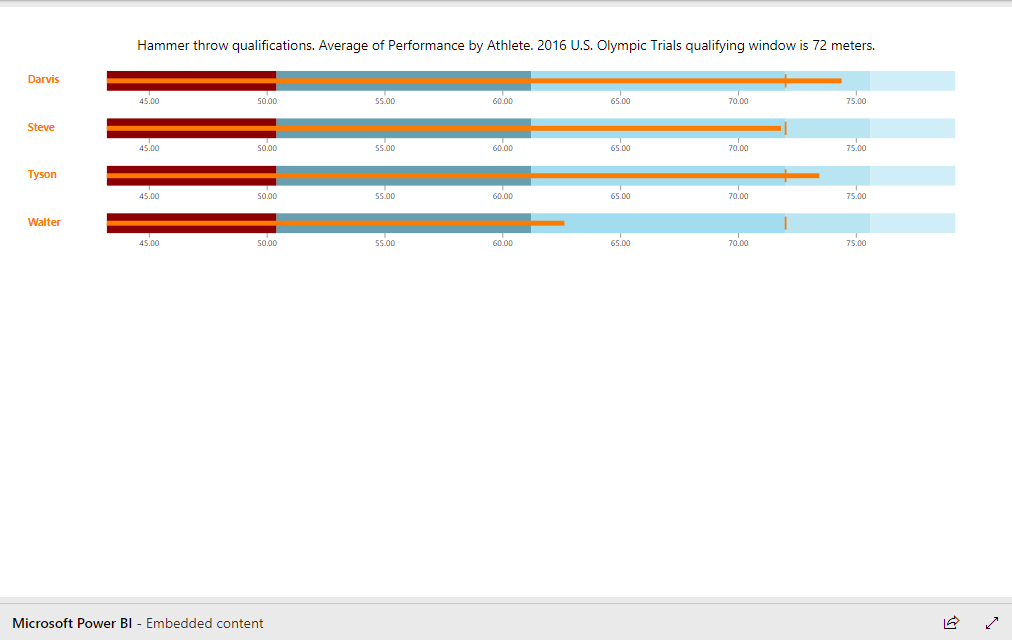 Hammer throw qualifications. Average of Performance by Athlete. 2016 U.S. Olympic Trials qualifying window is 72 meters.
Darvis
45.00 50.00 55.00 60.00 65.00 70.00 75.00
Steve
45.00 50.00 55.00 60.00 65.00 70.00 75.00
Tyson
45.00 50.00 55.00 60.00 65.00 70.00 75.00
Walter
45.00 50.00 55.00 60.00 65.00 70.00 75.00
Microsoft Power BI - Embedded content